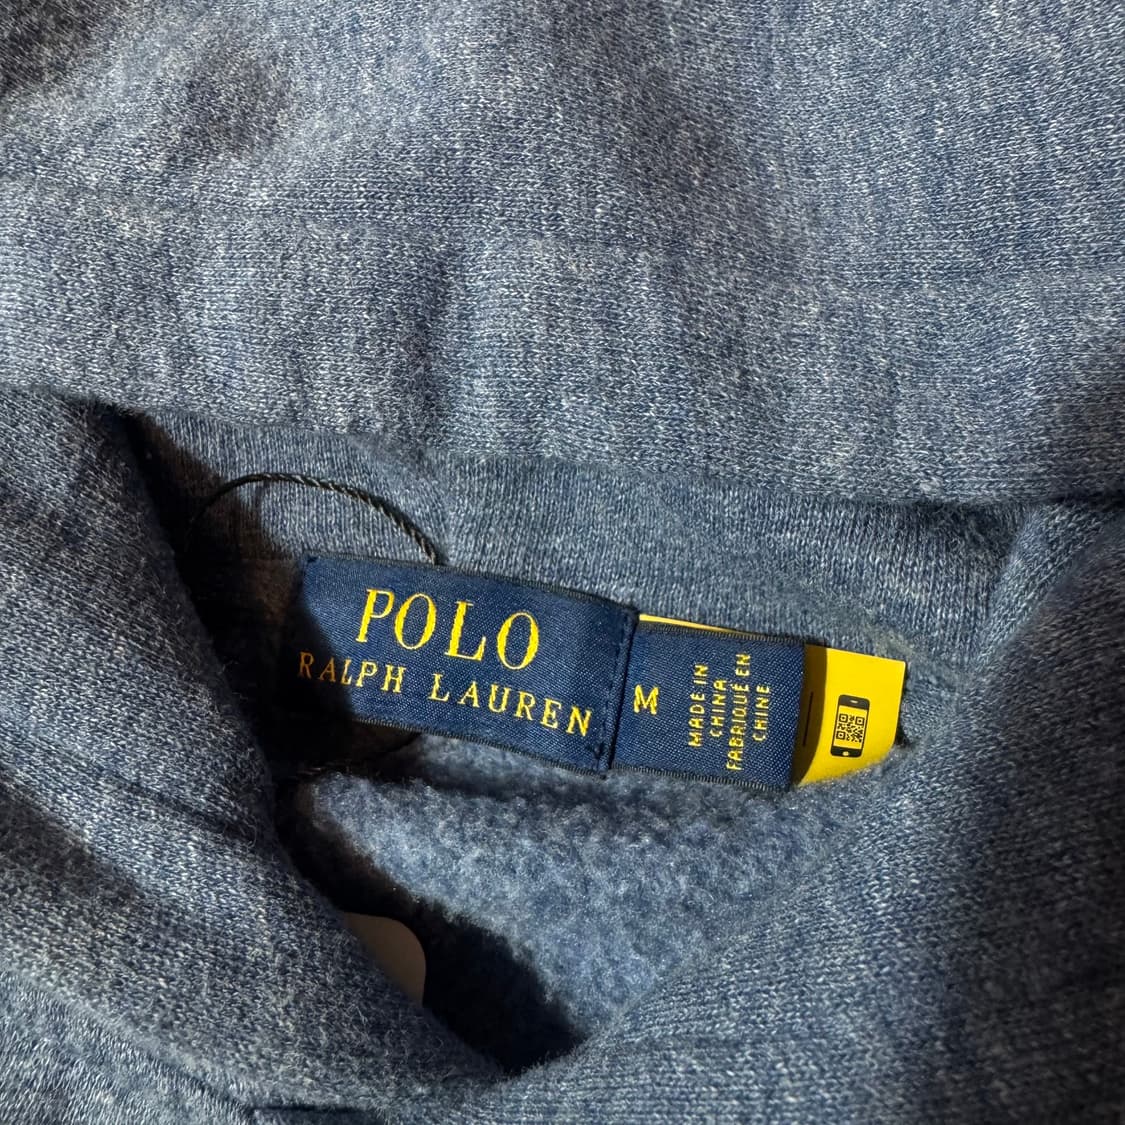 POLO
RALPH LAUREN
M
MADE IN
CHINA
FABRIQUÉ EN
CHINE